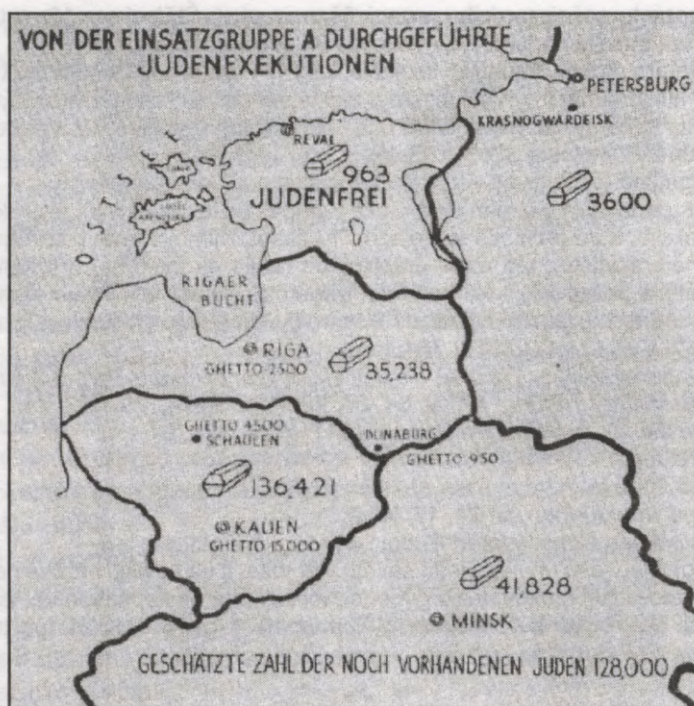 VON DER EINSATZGRUPPE A DURCHGEFÜHRTE
JUDENEXEKUTIONEN
PETERSBURG
KRASNOGWARDEISK
REVAL
963
JUDENFREI
3600
RIGAER
BUCHT
RIGA
GHETTO 2500
35,238
GHETTO 4500
SCHAULEN
DÜNABURG
GHETTO: 950
136,421
KAUEN
GHETTO 15,000
41,828
MINSK
GESCHÄTZTE ZAHL DER NOCH VORHANDENEN JUDEN 128,000